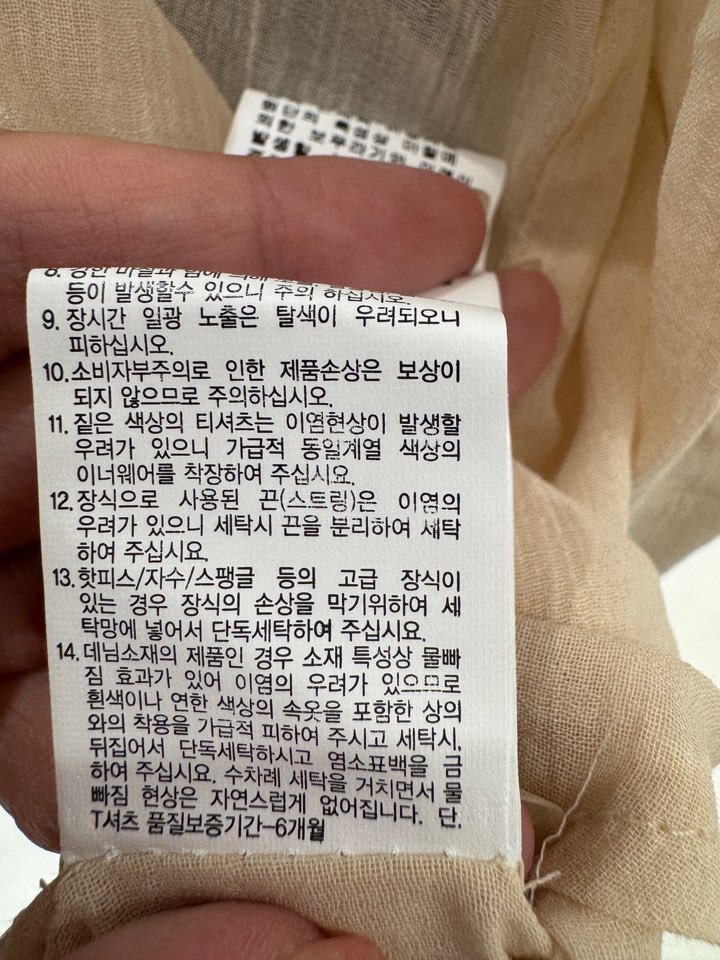 보푸라기와
발생할
등이 발생할수 있으니 주의 하십시오.
9. 장시간 일광 노출은 탈색이 우려되오니
피하십시오.
10. 소비자부주의로 인한 제품손상은 보상이
되지 않으므로 주의하십시오.
11. 짙은 색상의 티셔츠는 이염현상이 발생할
우려가 있으니 가급적 동일계열 색상의
이너웨어를 착장하여 주십시요.
12. 장식으로 사용된 끈(스트링)은 이염의
우려가 있으니 세탁시 끈을 분리하여 세탁
하여 주십시요.
13. 핫피스/자수/스팽글 등의 고급 장식이
있는 경우 장식의 손상을 막기위하여 세
탁망에 넣어서 단독세탁하여 주십시요.
14. 데님소재의 제품인 경우 소재 특성상 물빠
짐 효과가 있어 이염의 우려가 있으므로
흰색이나 연한 색상의 속옷을 포함한 상의
와의 착용을 가급적 피하여 주시고 세탁시,
뒤집어서 단독세탁하시고 염소표백을 금
하여 주십시요. 수차례 세탁을 거치면서 물
빠짐 현상은 자연스럽게 없어집니다. 단.
T셔츠 품질보증기간-6개월